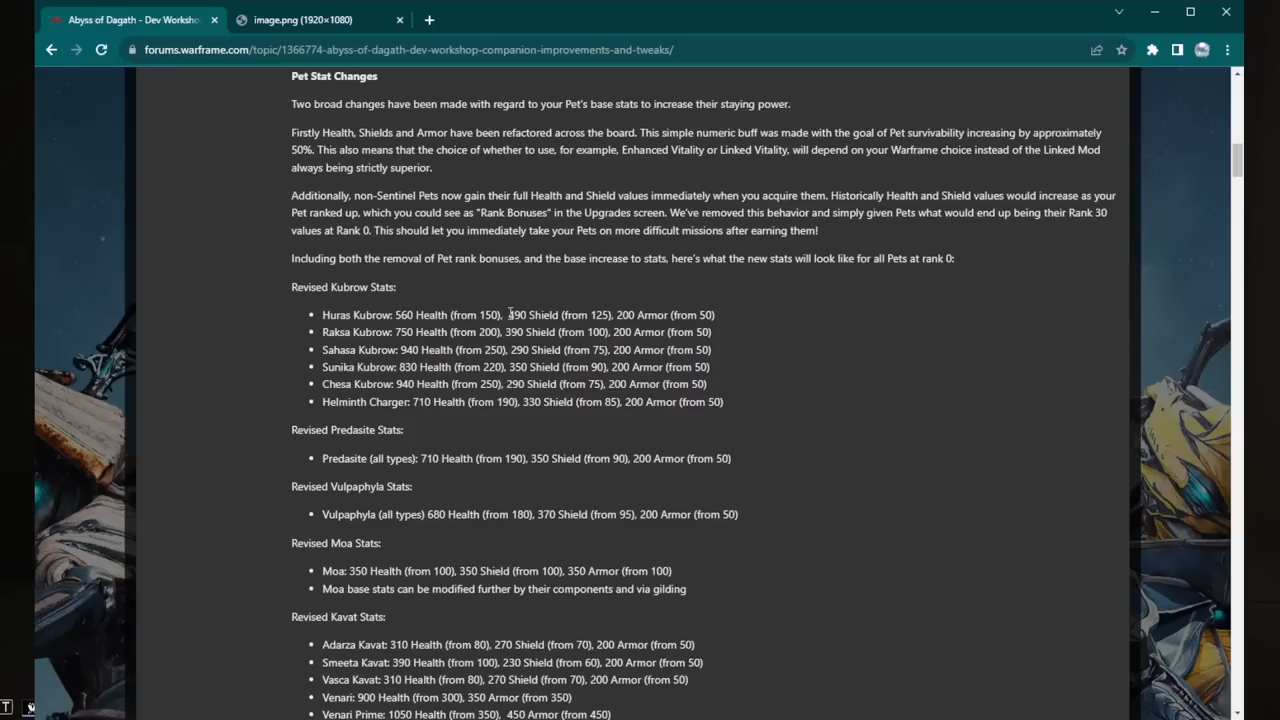 Abyss of Dagath - Dev Worksho
image.png (1920×1080)
forums.warframe.com/topic/1366774-abyss-of-dagath-dev-workshop-companion-improvements-and-tweaks/
Pet Stat Changes
Two broad changes have been made with regard to your Pet's base stats to increase their staying power.
Firstly Health, Shields and Armor have been refactored across the board. This simple numeric buff was made with the goal of Pet survivability increasing by approximately
50%. This also means that the choice of whether to use, for example, Enhanced Vitality or Linked Vitality, will depend on your Warframe choice instead of the Linked Mod
always being strictly superior.
Additionally, non-Sentinel Pets now gain their full Health and Shield values immediately when you acquire them. Historically Health and Shield values would increase as your
Pet ranked up, which you could see as "Rank Bonuses" in the Upgrades screen. We've removed this behavior and simply given Pets what would end up being their Rank 30
values at Rank 0. This should let you immediately take your Pets on more difficult missions after earning them!
Including both the removal of Pet rank bonuses, and the base increase to stats, here's what the new stats will look like for all Pets at rank 0:
Revised Kubrow Stats:
• Huras Kubrow: 560 Health (from 150), Shield (from 125), 200 Armor (from 50)
• Raksa Kubrow: 750 Health (from 200), 390 Shield (from 100), 200 Armor (from 50)
• Sahasa Kubrow: 940 Health (from 250), 290 Shield (from 75), 200 Armor (from 50)
• Sunika Kubrow: 830 Health (from 220), 350 Shield (from 90), 200 Armor (from 50)
• Chesa Kubrow: 940 Health (from 250), 290 Shield (from 75), 200 Armor (from 50)
• Helminth Charger: 710 Health (from 190), 330 Shield (from 85), 200 Armor (from 50)
Revised Predasite Stats:
• Predasite (all types): 710 Health (from 190), 350 Shield (from 90), 200 Armor (from 50)
Revised Vulpaphyla Stats:
• Vulpaphyla (all types) 680 Health (from 180), 370 Shield (from 95), 200 Armor (from 50)
Revised Moa Stats:
• Moa: 350 Health (from 100), 350 Shield (from 100), 350 Armor (from 100)
• Moa base stats can be modified further by their components and via gilding
Revised Kavat Stats:
• Adarza Kavat: 310 Health (from 80), 270 Shield (from 70), 200 Armor (from 50)
• Smeeta Kavat: 390 Health (from 100), 230 Shield (from 60), 200 Armor (from 50)
• Vasca Kavat: 310 Health (from 80), 270 Shield (from 70), 200 Armor (from 50)
• Venari: 900 Health (from 300), 350 Armor (from 350)
• Venari Prime: 1050 Health (from 350), 450 Armor (from 450)
T